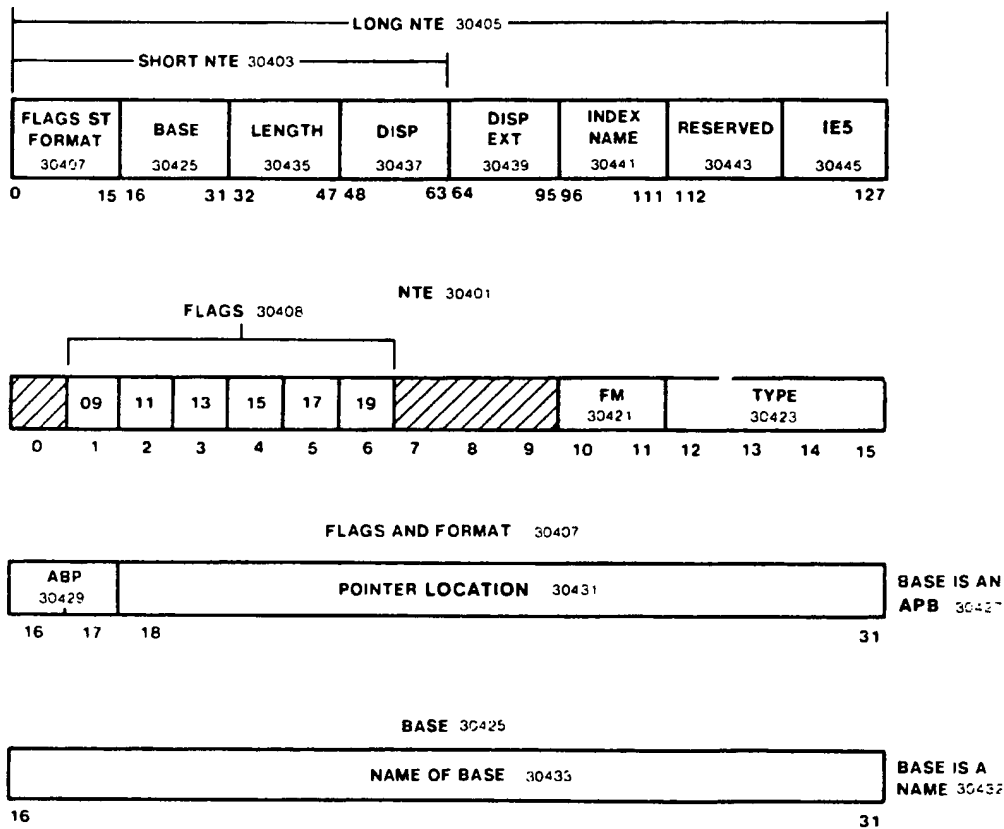 LONG NTE 30405
SHORT NTE 30403
FLAGS ST FORMAT 30407 BASE 30425 LENGTH 30435 DISP 30437 DISP EXT 30439 INDEX NAME 30441 RESERVED 30443 IES 30445
0 15 16 31 32 47 48 63 64 95 96 111 112 127
NTE 30401
FLAGS 30408
09 11 13 15 17 19 FM 30421 TYPE 30423
0 1 2 3 4 5 6 7 8 9 10 11 12 13 14 15
FLAGS AND FORMAT 30407
ABP 30429 POINTER LOCATION 30431 BASE IS AN
APB 30427
16 17 18 31
BASE 30425
NAME OF BASE 30433 BASE IS A
NAME 30432
16 31